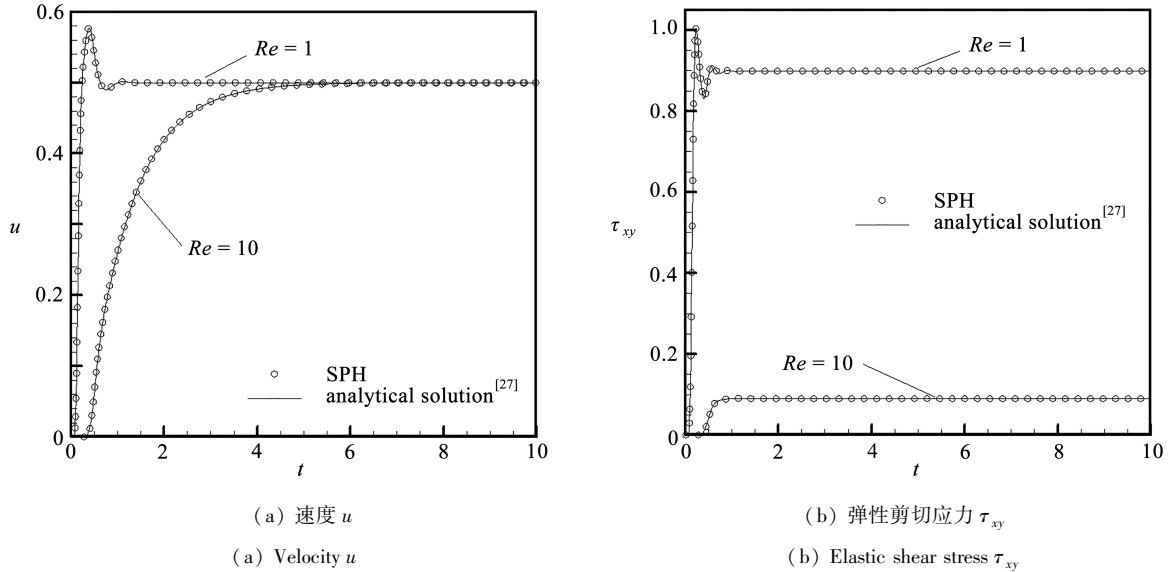 0.6
0.4
0.2
0
u
Re = 1
Re = 10
SPH
analytical solution[27]
0 2 4 6 8 10
t
(a) 速度 u
(a) Velocity u
1.0
0.8
0.6
0.4
0.2
0
τxy
Re = 1
SPH
analytical solution[27]
Re = 10
0 2 4 6 8 10
t
(b) 弹性剪切应力 τxy
(b) Elastic shear stress τxy